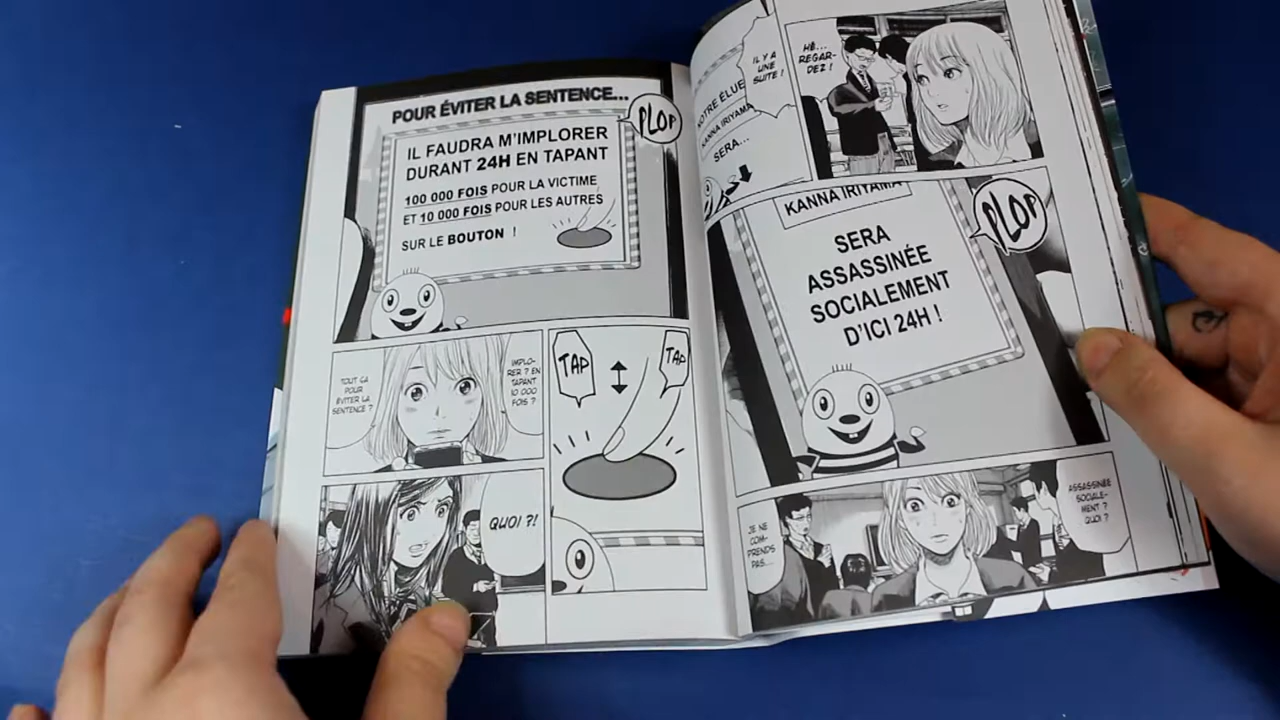 HÉ...
REGAR-
DEZ !
IL Y A
UNE
SUITE !
ÉLUE
KANNA IRIYAMA
SERA...
KANNA IRIYAMA
SERA
ASSASSINÉE
SOCIALEMENT
D'ICI 24H !
PLOP
ASSASSINÉE
SOCIALE-
MENT ?
QUOI ?
JE NE
COM-
PRENDS
PAS...
POUR ÉVITER LA SENTENCE...
PLOP
IL FAUDRA M'IMPLORER
DURANT 24H EN TAPANT
100 000 FOIS POUR LA VICTIME
ET 10 000 FOIS POUR LES AUTRES
SUR LE BOUTON !
TAP
TAP
IMPLO-
RER ? EN
TAPANT
10 000
FOIS ?
TOUT ÇA
POUR
ÉVITER LA
SENTENCE ?
QUOI ?!